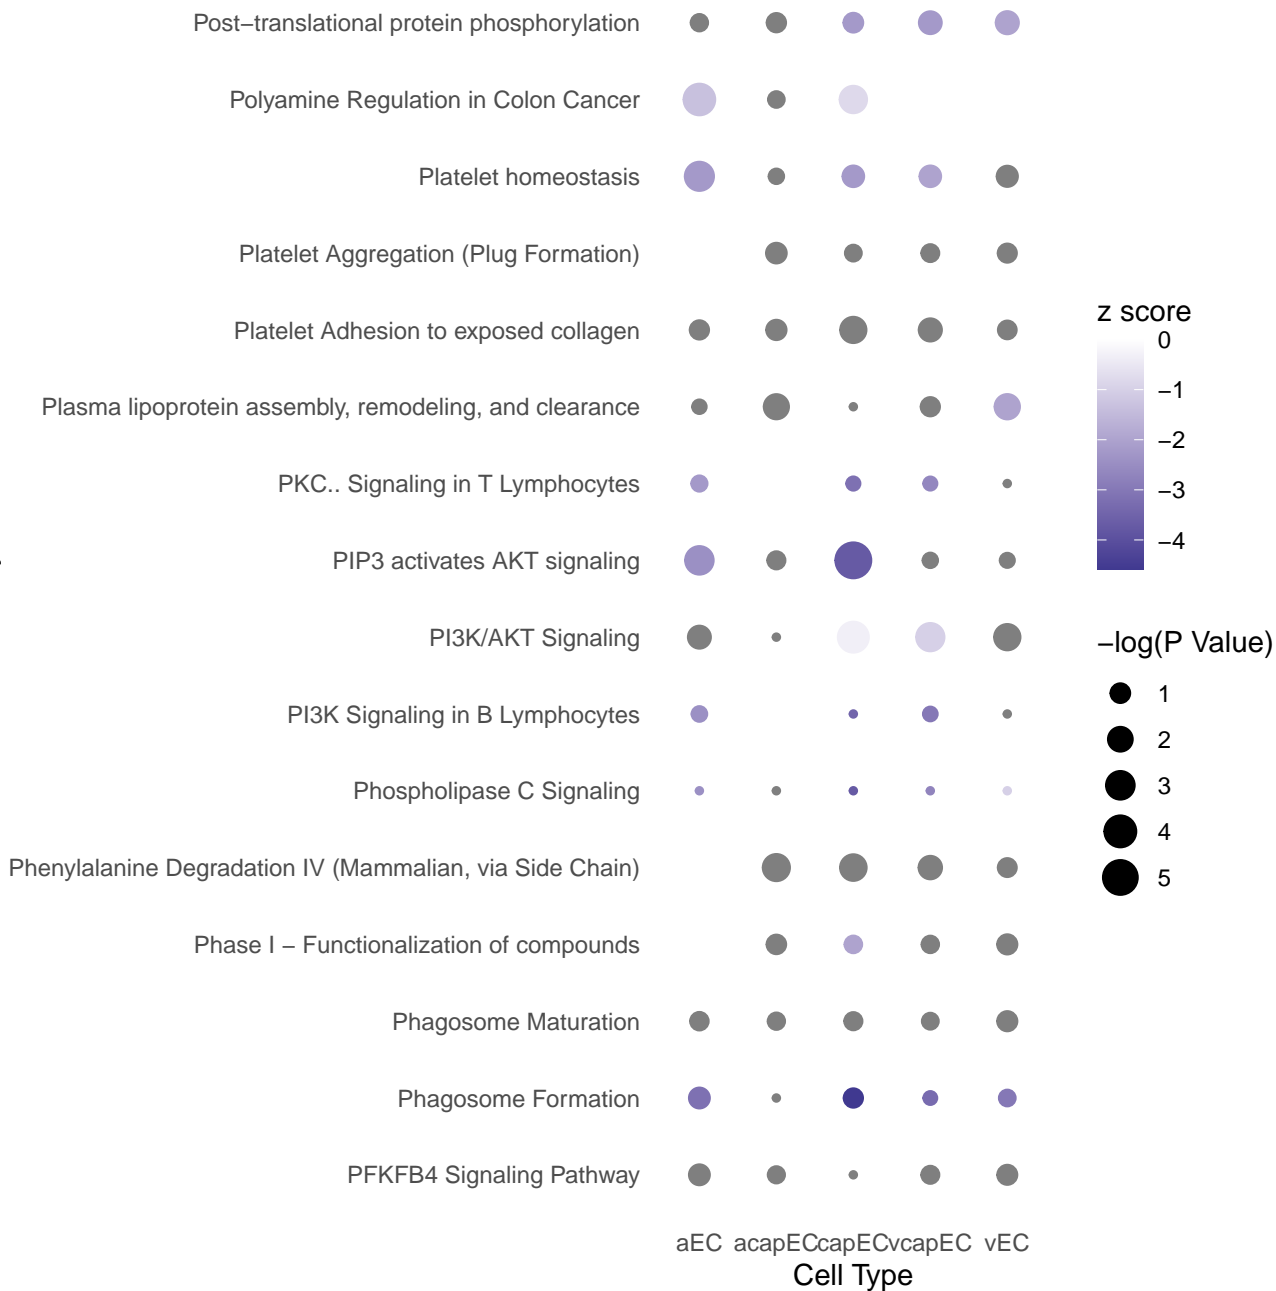 Post−translational protein phosphorylation
Polyamine Regulation in Colon Cancer
Platelet homeostasis
Platelet Aggregation (Plug Formation)
Platelet Adhesion to exposed collagen
Plasma lipoprotein assembly, remodeling, and clearance
PKC.. Signaling in T Lymphocytes
PIP3 activates AKT signaling
PI3K/AKT Signaling
PI3K Signaling in B Lymphocytes
Phospholipase C Signaling
Phenylalanine Degradation IV (Mammalian, via Side Chain)
Phase I − Functionalization of compounds
Phagosome Maturation
Phagosome Formation
PFKFB4 Signaling Pathway
aEC acapEC capEC vcapEC vEC
Cell Type
z score
0
−1
−2
−3
−4
−log(P Value)
1
2
3
4
5